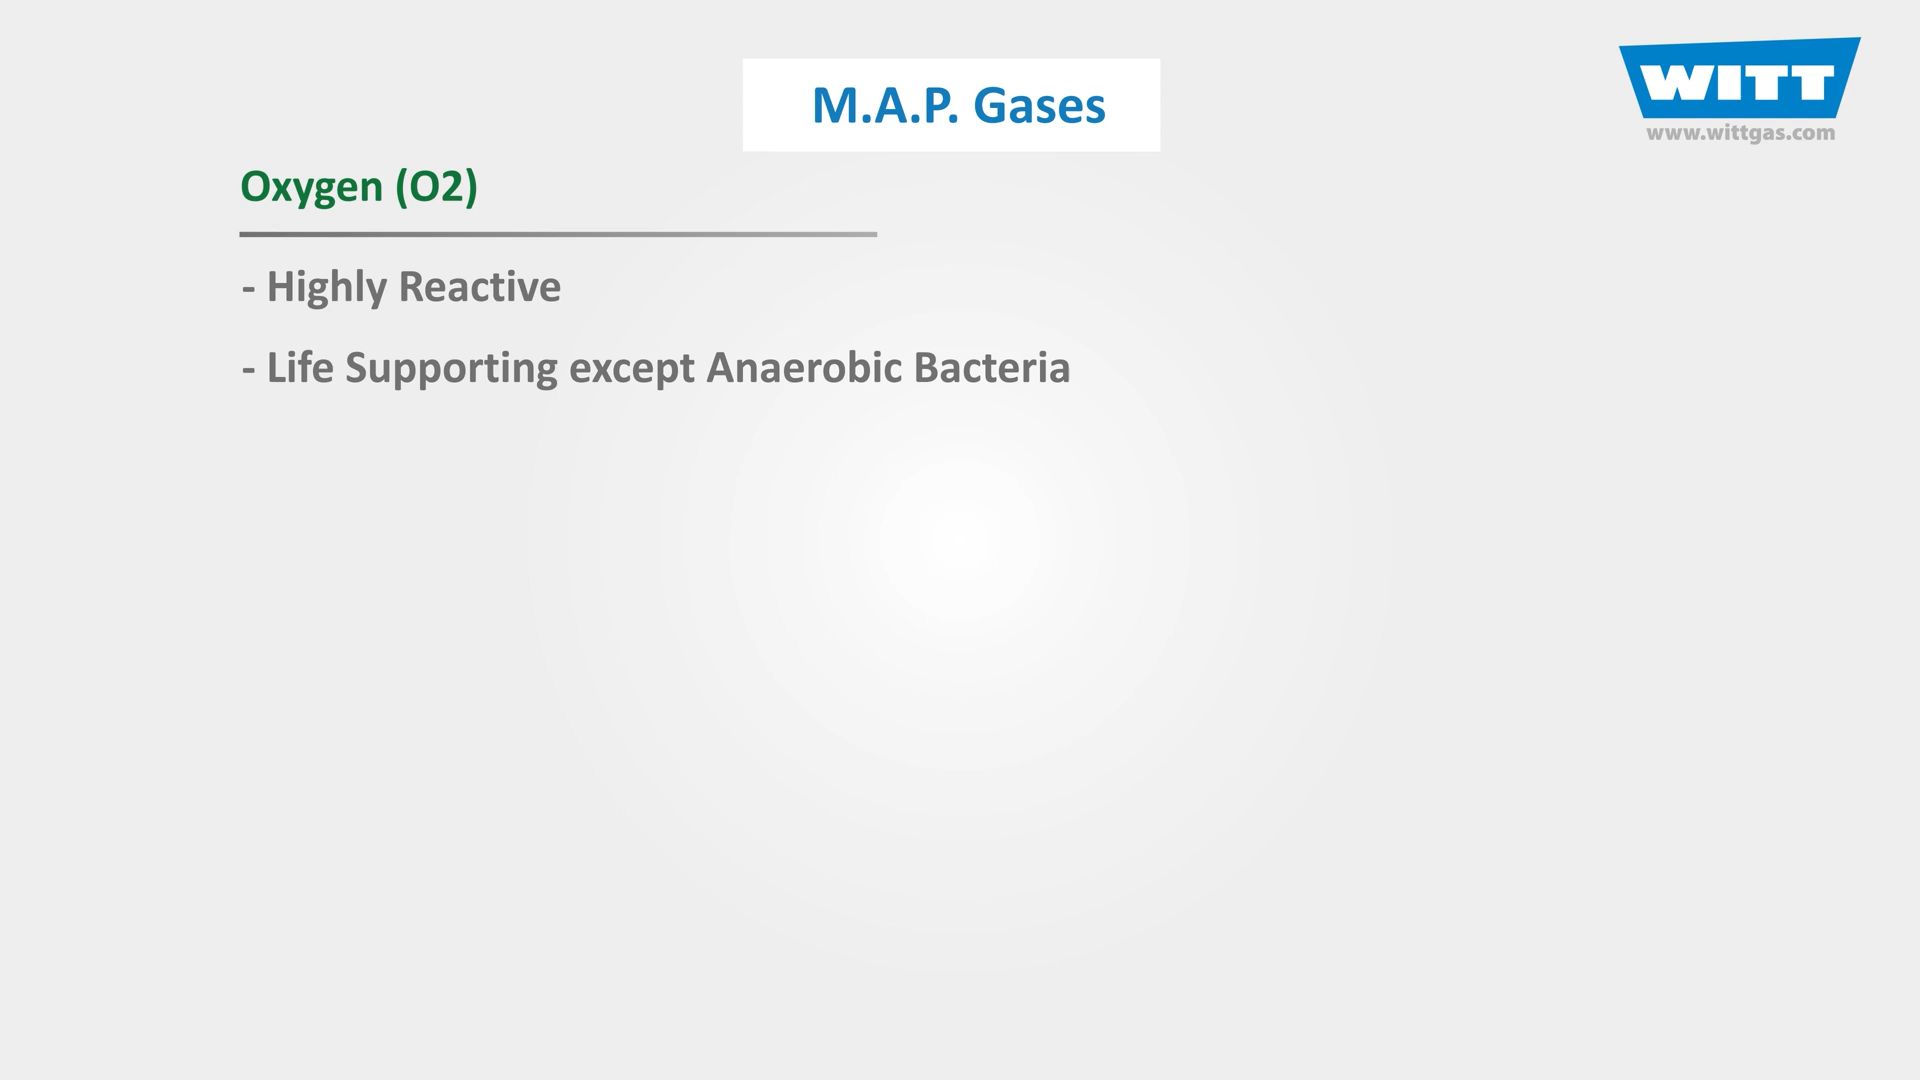 M.A.P. Gases
WITT
www.wittgas.com
Oxygen (O2)
- Highly Reactive
- Life Supporting except Anaerobic Bacteria